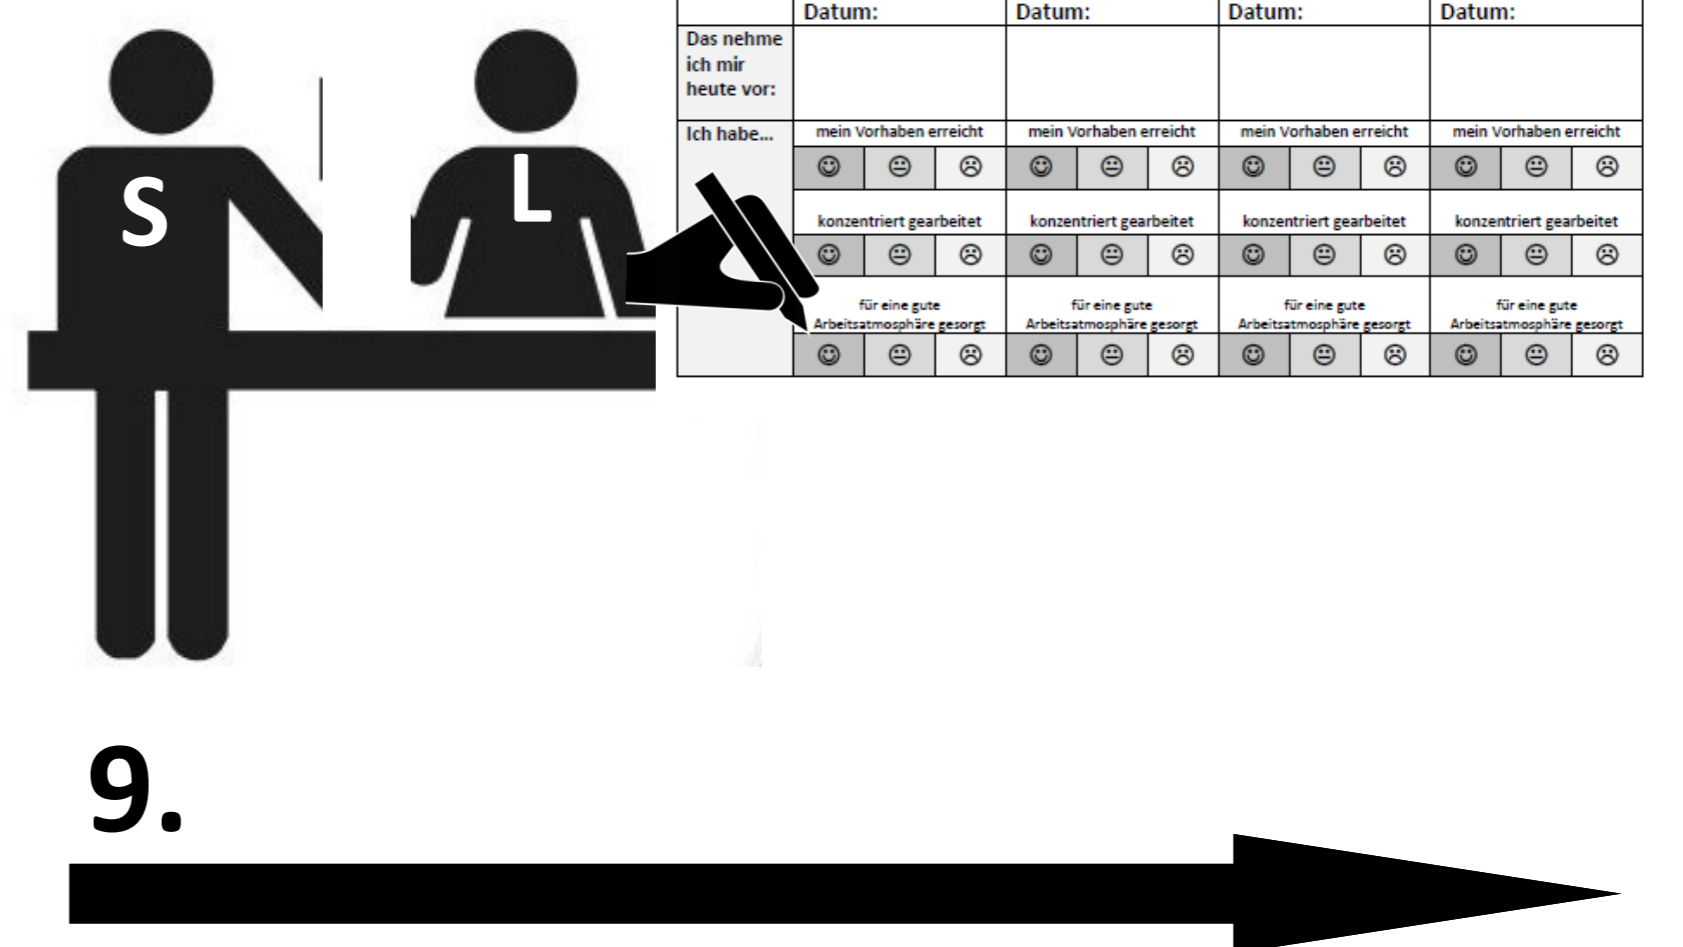 S
L
Datum: Datum: Datum: Datum:
Das nehme
ich mir
heute vor:
Ich habe...
mein Vorhaben erreicht mein Vorhaben erreicht mein Vorhaben erreicht mein Vorhaben erreicht
konzentriert gearbeitet konzentriert gearbeitet konzentriert gearbeitet konzentriert gearbeitet
für eine gute für eine gute für eine gute für eine gute
Arbeitsatmosphäre gesorgt Arbeitsatmosphäre gesorgt Arbeitsatmosphäre gesorgt Arbeitsatmosphäre gesorgt
9.